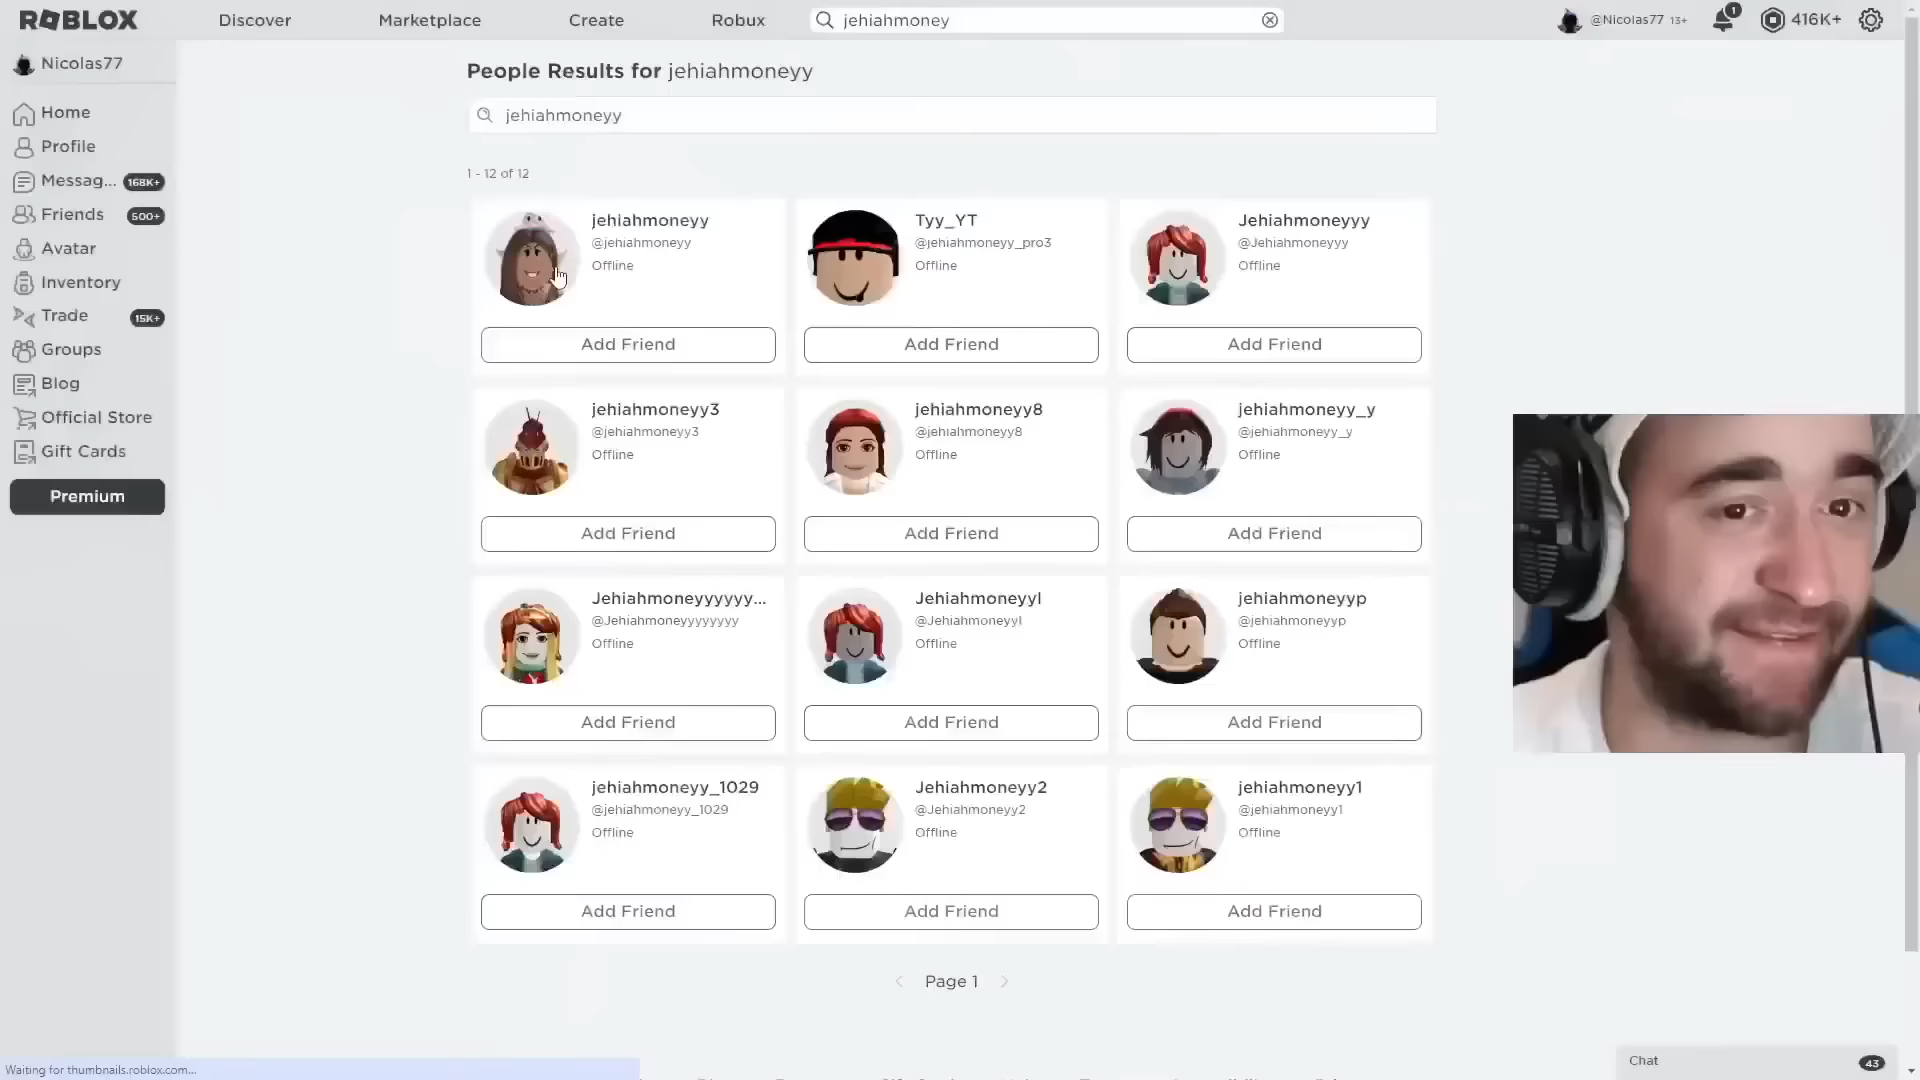 ROBLOX
Discover
Marketplace
Create
Robux
jehiahmoney
@Nicolas77 13+
1
416K+
Nicolas77
Home
Profile
Messag... 168K+
Friends 500+
Avatar
Inventory
Trade 15K+
Groups
Blog
Official Store
Gift Cards
Premium
People Results for jehiahmoneyy
jehiahmoneyy
1 - 12 of 12
jehiahmoneyy
@jehiahmoneyy
Offline
Add Friend
Tyy_YT
@jehiahmoneyy_pro3
Offline
Add Friend
Jehiahmoneyyy
@Jehiahmoneyyy
Offline
Add Friend
jehiahmoneyy3
@jehiahmoneyy3
Offline
Add Friend
jehiahmoneyy8
@jehiahmoneyy8
Offline
Add Friend
jehiahmoneyy_y
@jehiahmoneyy_y
Offline
Add Friend
Jehiahmoneyyyyyy...
@Jehiahmoneyyyyyyyy
Offline
Add Friend
Jehiahmoneyyl
@Jehiahmoneyyl
Offline
Add Friend
jehiahmoneyyp
@jehiahmoneyyp
Offline
Add Friend
jehiahmoneyy_1029
@jehiahmoneyy_1029
Offline
Add Friend
Jehiahmoneyy2
@Jehiahmoneyy2
Offline
Add Friend
jehiahmoneyy1
@jehiahmoneyy1
Offline
Add Friend
Page 1
Waiting for thumbnails.roblox.com...
Chat 43